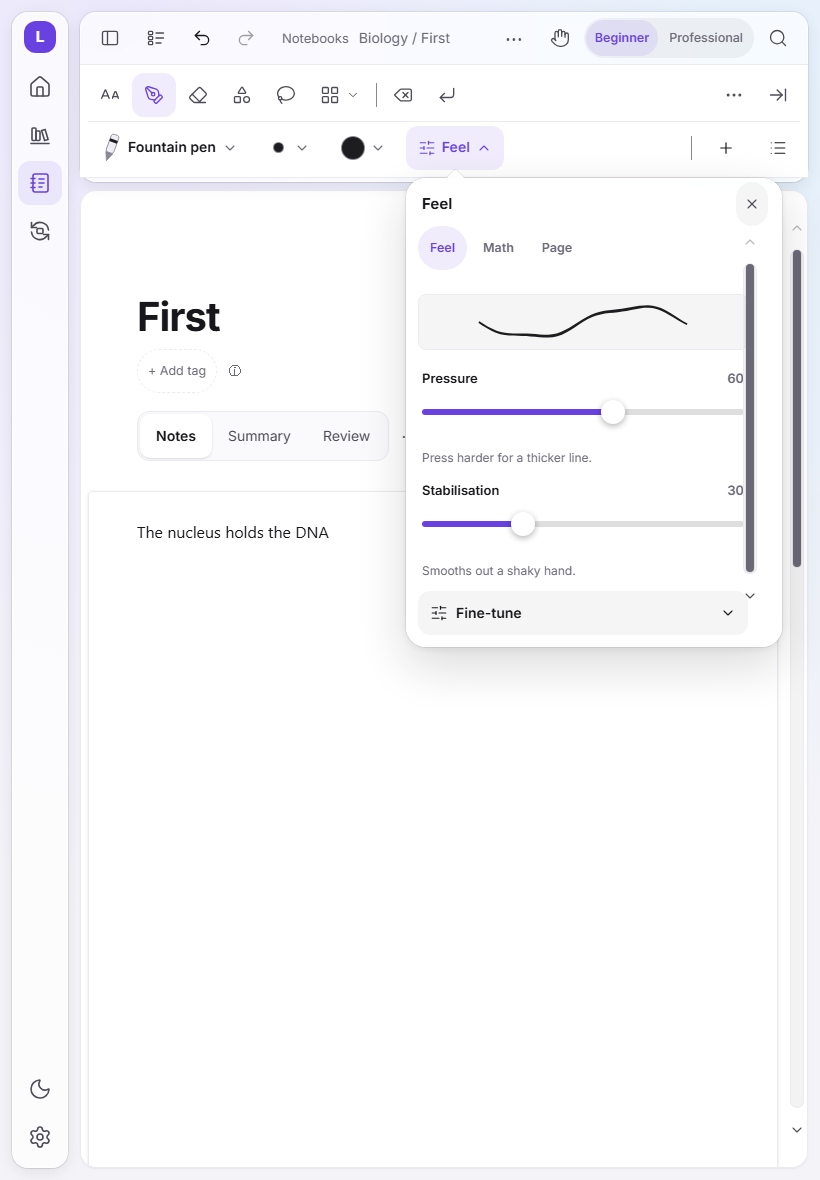 L
Notebooks Biology / First
Beginner Professional
AA
Fountain pen
Feel
Feel
Feel Math Page
First
+ Add tag
Pressure 60
Notes Summary Review
Press harder for a thicker line.
Stabilisation 30
The nucleus holds the DNA
Smooths out a shaky hand.
Fine-tune